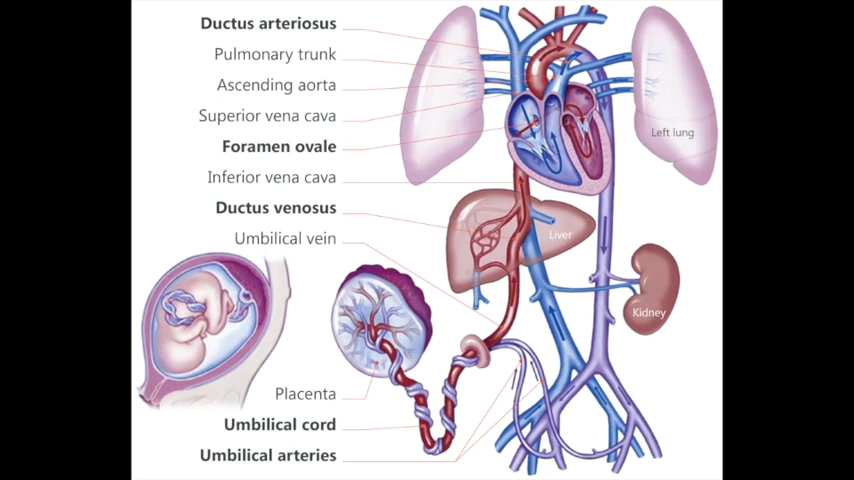 Ductus arteriosus
Pulmonary trunk
Ascending aorta
Superior vena cava
Foramen ovale
Inferior vena cava
Ductus venosus
Umbilical vein
Left lung
Liver
Kidney
Placenta
Umbilical cord
Umbilical arteries